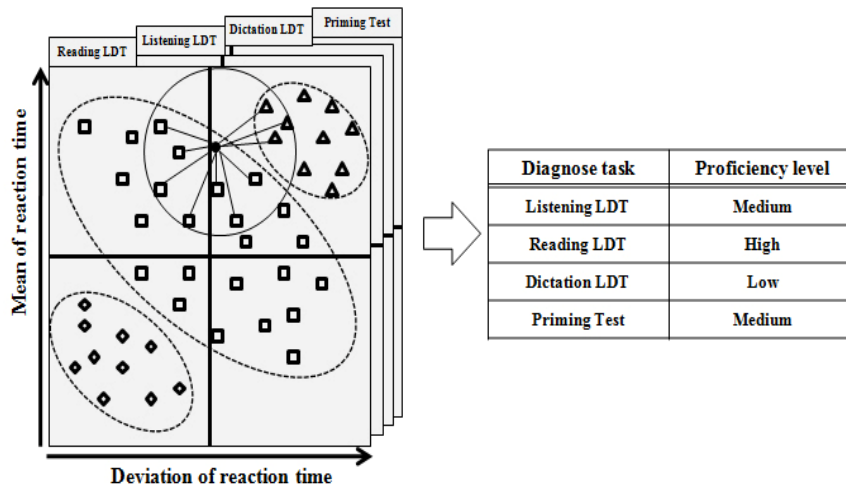 Priming Test
Dictation LDT
Listening LDT
Reading LDT
Mean of reaction time
Deviation of reaction time
Diagnose task Proficiency level
Listening LDT Medium
Reading LDT High
Dictation LDT Low
Priming Test Medium